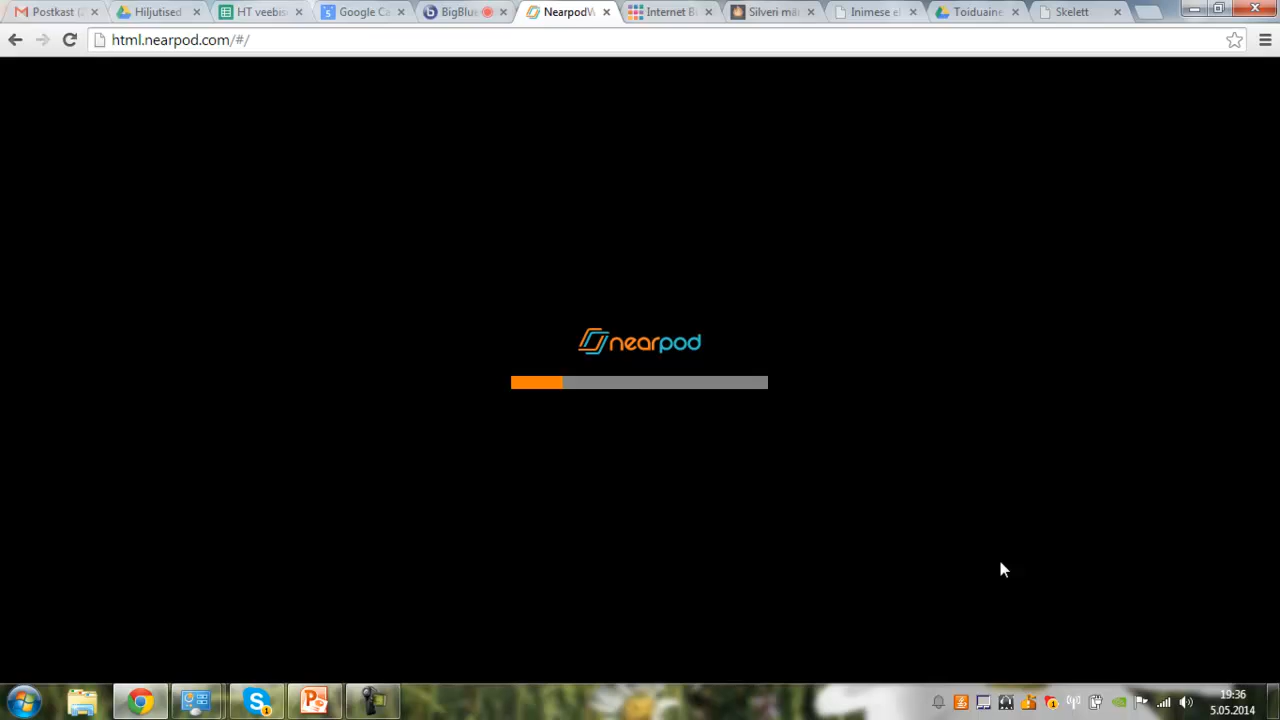 Postkast (
Hiljutised
HT veebis
Google Ca
BigBlue
NearpodW
Internet B
Silveri mä
Inimese e
Toiduaine
Skelett
html.nearpod.com/#/
nearpod
19:36
5.05.2014